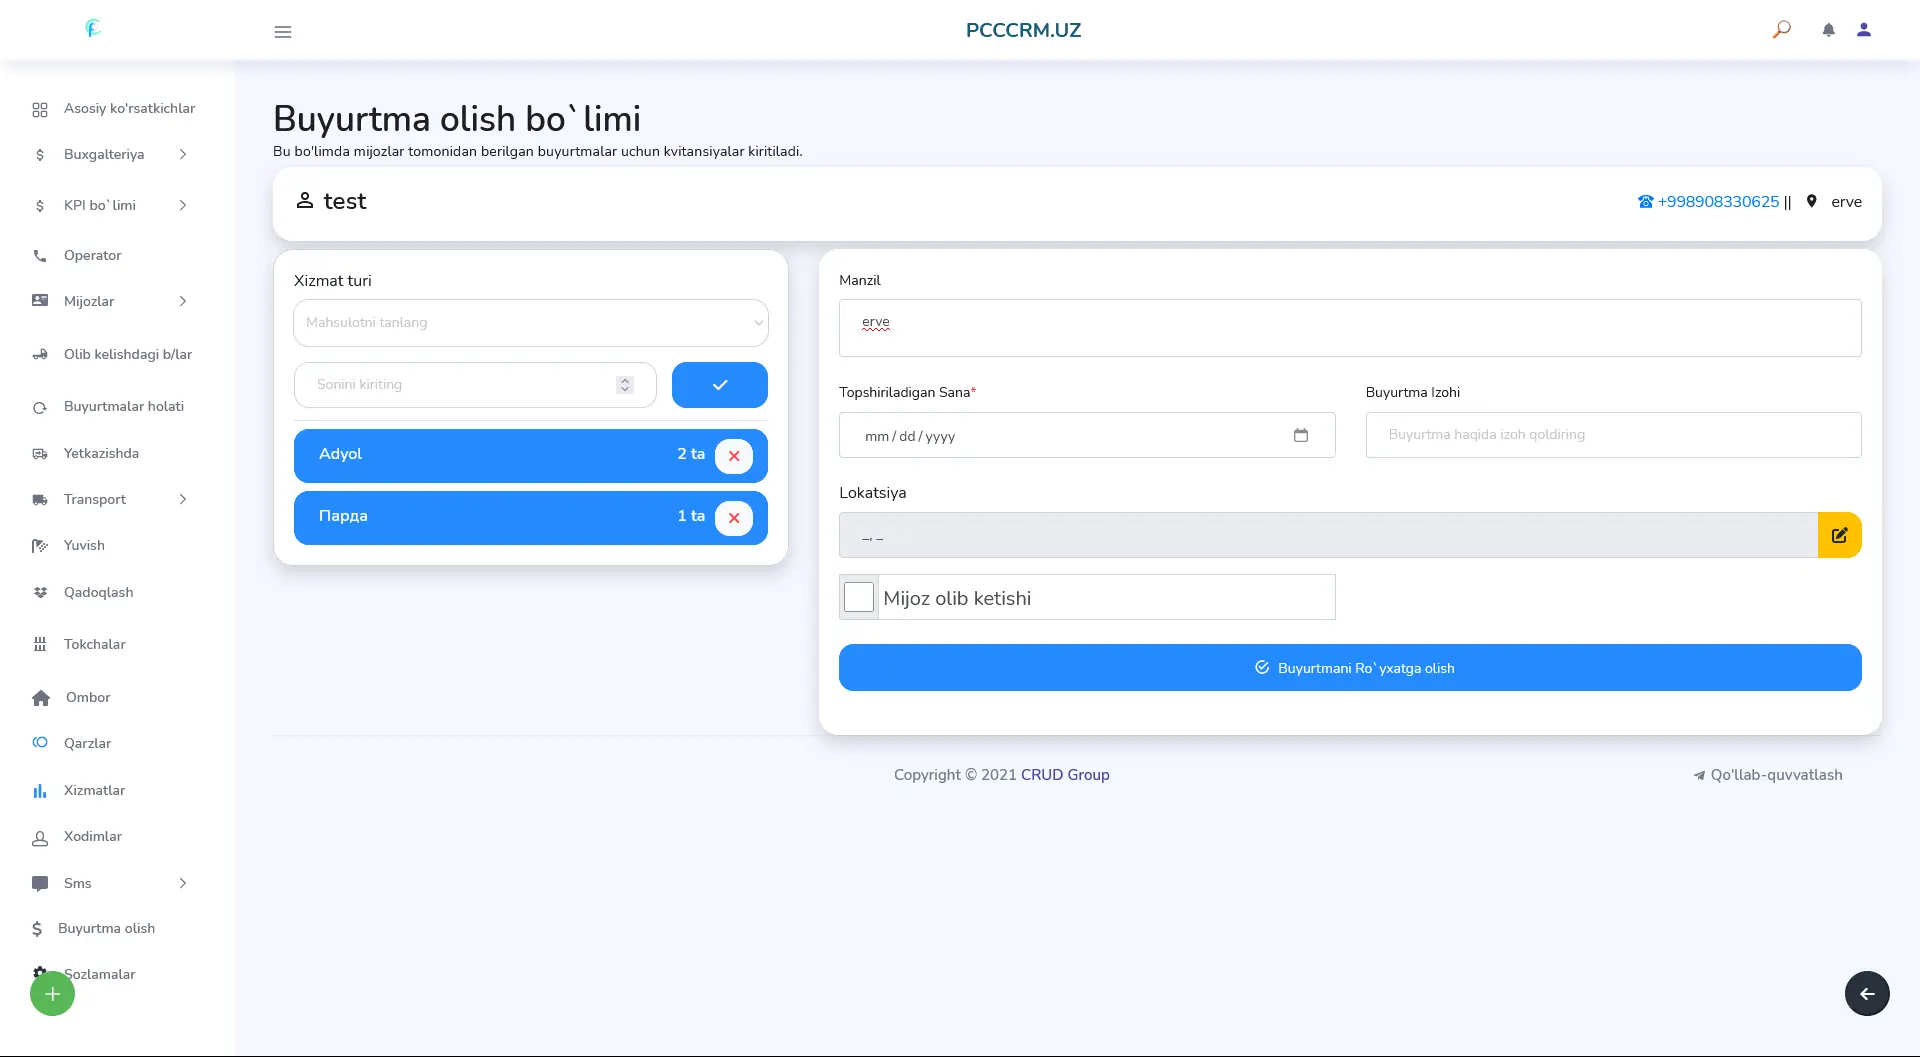 PCCCRM.UZ
Asosiy ko'rsatkichlar
Buxgalteriya
KPI bo`limi
Operator
Mijozlar
Olib kelishdagi b/lar
Buyurtmalar holati
Yetkazishda
Transport
Yuvish
Qadoqlash
Tokchalar
Ombor
Qarzlar
Xizmatlar
Xodimlar
Sms
Buyurtma olish
Sozlamalar
Buyurtma olish bo`limi
Bu bo'limda mijozlar tomonidan berilgan buyurtmalar uchun kvitansiyalar kiritiladi.
test
+998908330625 || erve
Xizmat turi
Mahsulotni tanlang
Sonini kiriting
Adyol 2 ta
Парда 1 ta
Manzil
erve
Topshiriladigan Sana* Buyurtma Izohi
mm / dd / yyyy Buyurtma haqida izoh qoldiring
Lokatsiya
_, _
Mijoz olib ketishi
Buyurtmani Ro`yxatga olish
Copyright © 2021 CRUD Group
Qo'llab-quvvatlash